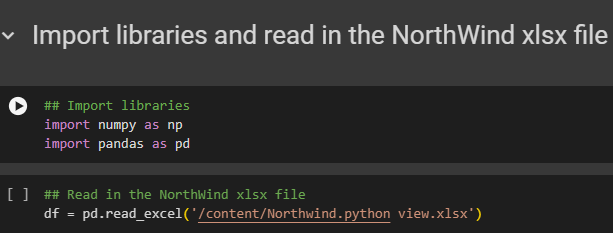 Import libraries and read in the NorthWind xlsx file
## Import libraries
import numpy as np
import pandas as pd
[ ] ## Read in the NorthWind xlsx file
df = pd.read_excel('/content/Northwind.python view.xlsx')